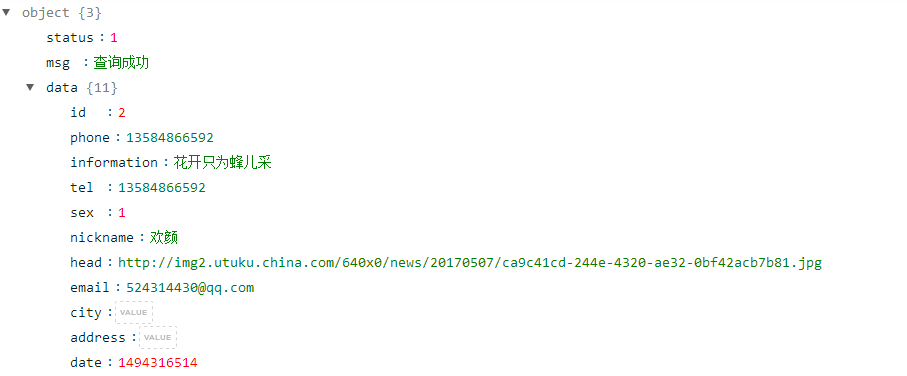 object {3}
status : 1
msg : 查询成功
data {11}
id : 2
phone : 13584866592
information : 花开只为蜂儿采
tel : 13584866592
sex : 1
nickname : 欢颜
head : http://img2.utuku.china.com/640x0/news/20170507/ca9c41cd-244e-4320-ae32-0bf42acb7b81.jpg
email : 524314430@qq.com
city : VALUE
address : VALUE
date : 1494316514